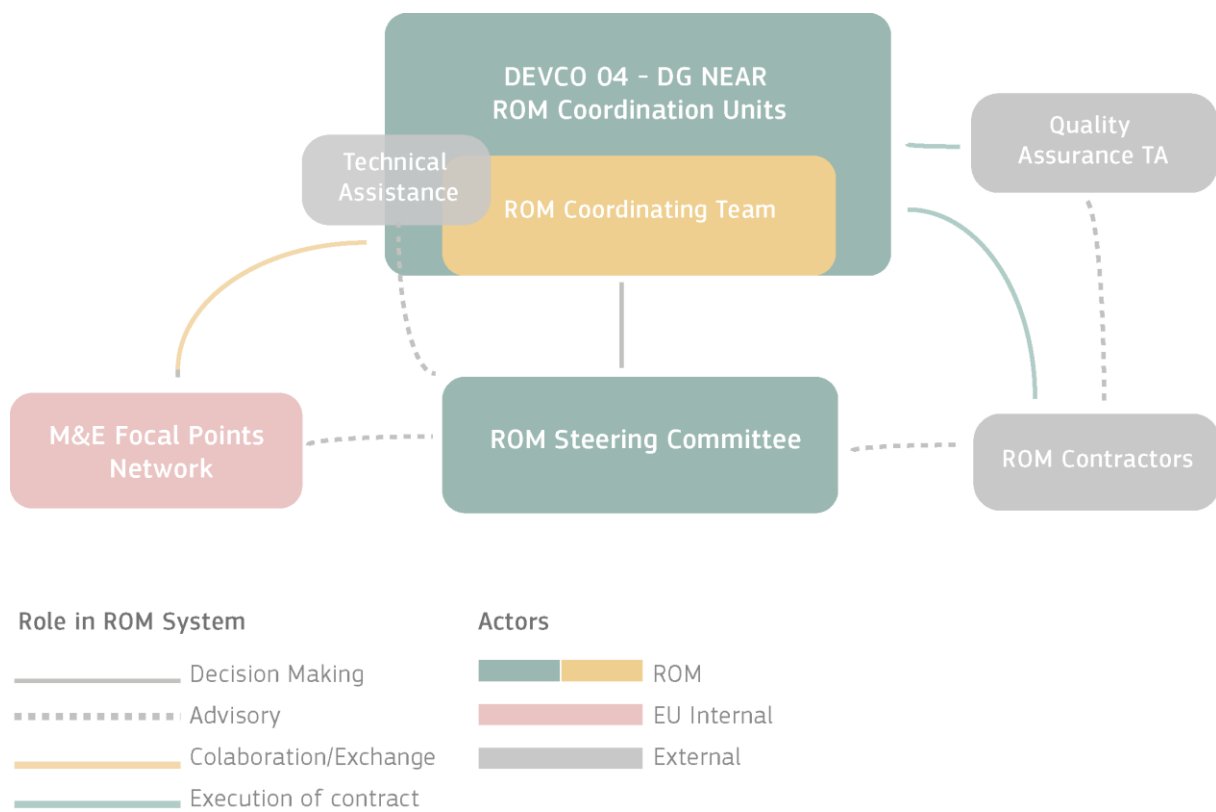 DEVCO 04 - DG NEAR
ROM Coordination Units
Technical
Assistance
ROM Coordinating Team
Quality
Assurance TA
M&E Focal Points
Network
ROM Steering Committee
ROM Contractors
Role in ROM System
Decision Making
Advisory
Colaboration/Exchange
Execution of contract
Actors
ROM
EU Internal
External